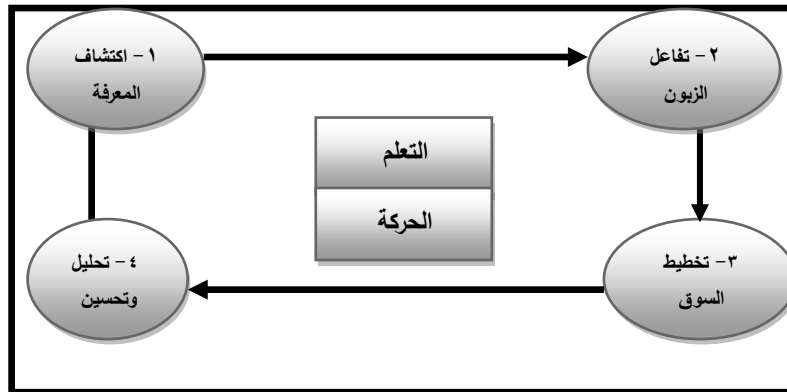 ١- اكتشاف
المعرفة
٢- تفاعل
الزبون
التعلم
الحركة
٣- تخطيط
السوق
٤- تحليل
وتحسين